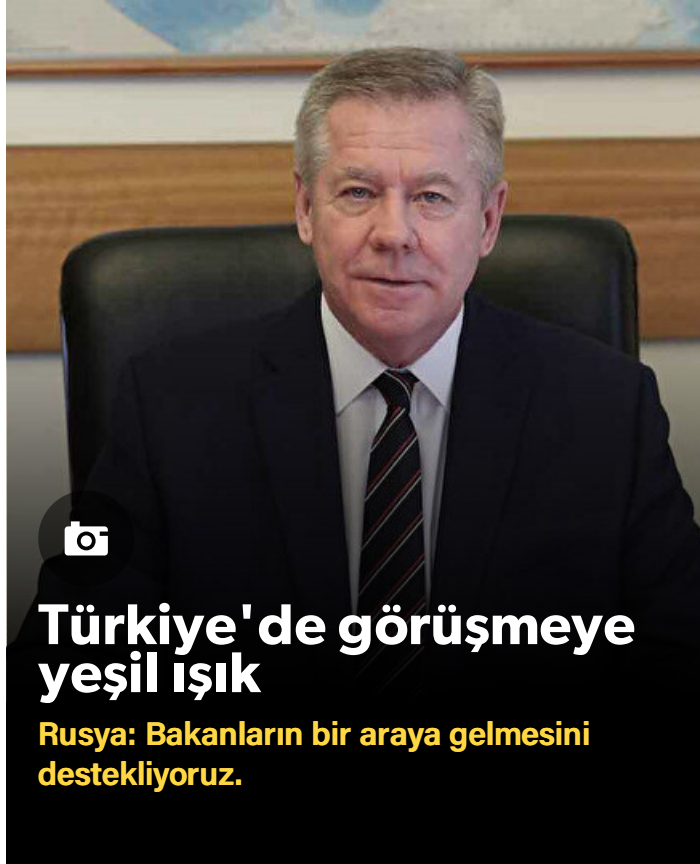 Türkiye'de görüşmeye
yeşil ışık
Rusya: Bakanların bir araya gelmesini
destekliyoruz.